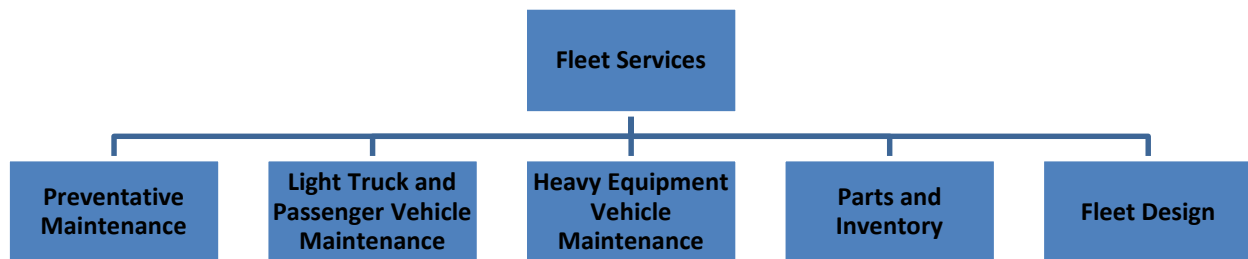 Fleet Services
Preventative
Maintenance
Light Truck and
Passenger Vehicle
Maintenance
Heavy Equipment
Vehicle
Maintenance
Parts and
Inventory
Fleet Design